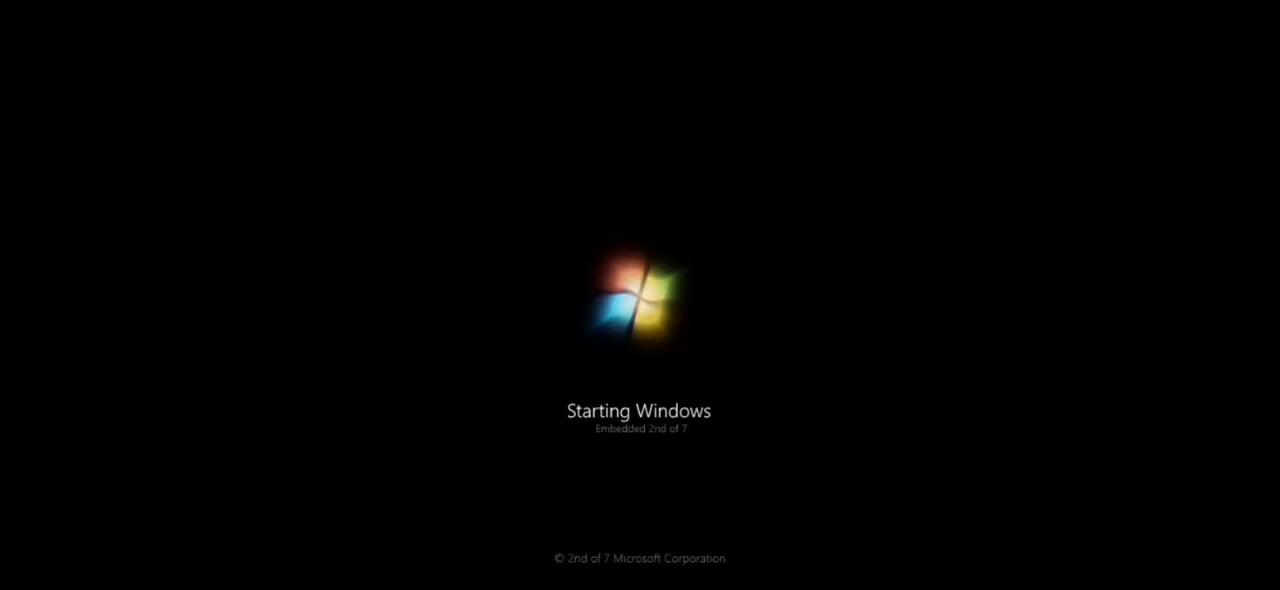 Starting Windows
Embedded 2nd of 7
© 2nd of 7 Microsoft Corporation